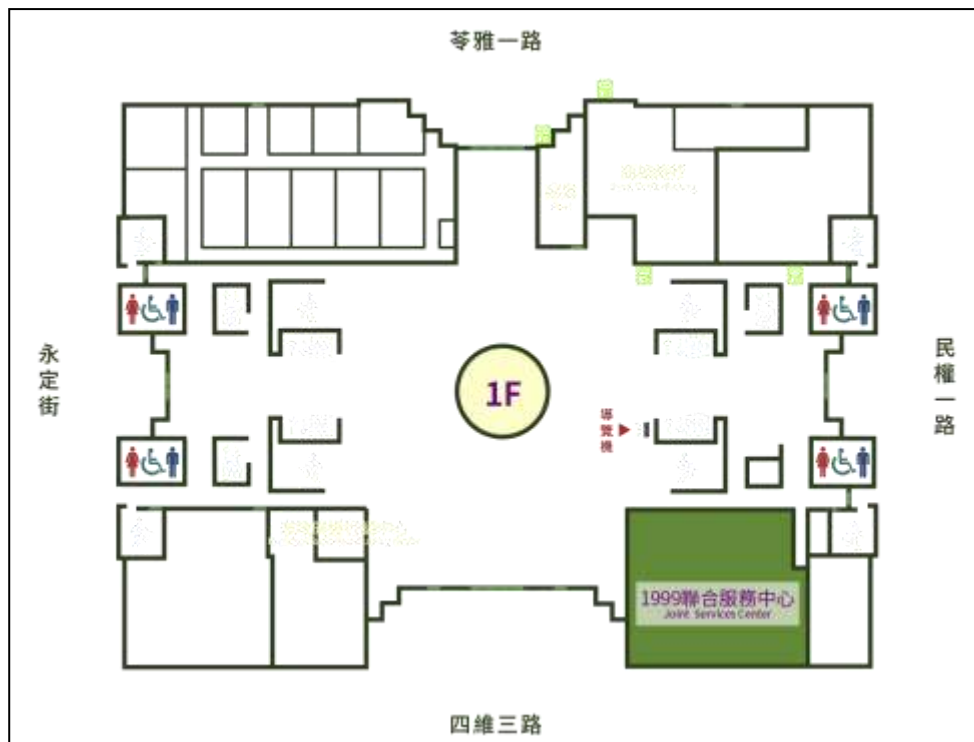 苓雅一路
永定街
1F
民權一路
導覽機
1999聯合服務中心
Joint Services Center
四維三路